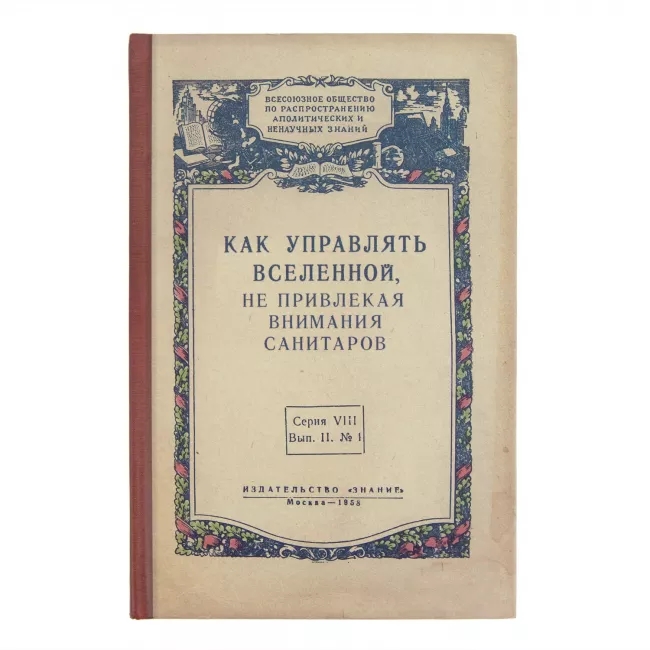 ВСЕСОЮЗНОЕ ОБЩЕСТВО
ПО РАСПРОСТРАНЕНИЮ
АПОЛИТИЧЕСКИХ И
НЕНАУЧНЫХ ЗНАНИЙ
КАК УПРАВЛЯТЬ
ВСЕЛЕННОЙ,
НЕ ПРИВЛЕКАЯ
ВНИМАНИЯ
САНИТАРОВ
Серия VIII
Вып. II. № 1
ИЗДАТЕЛЬСТВО «ЗНАНИЕ»
Москва—1958